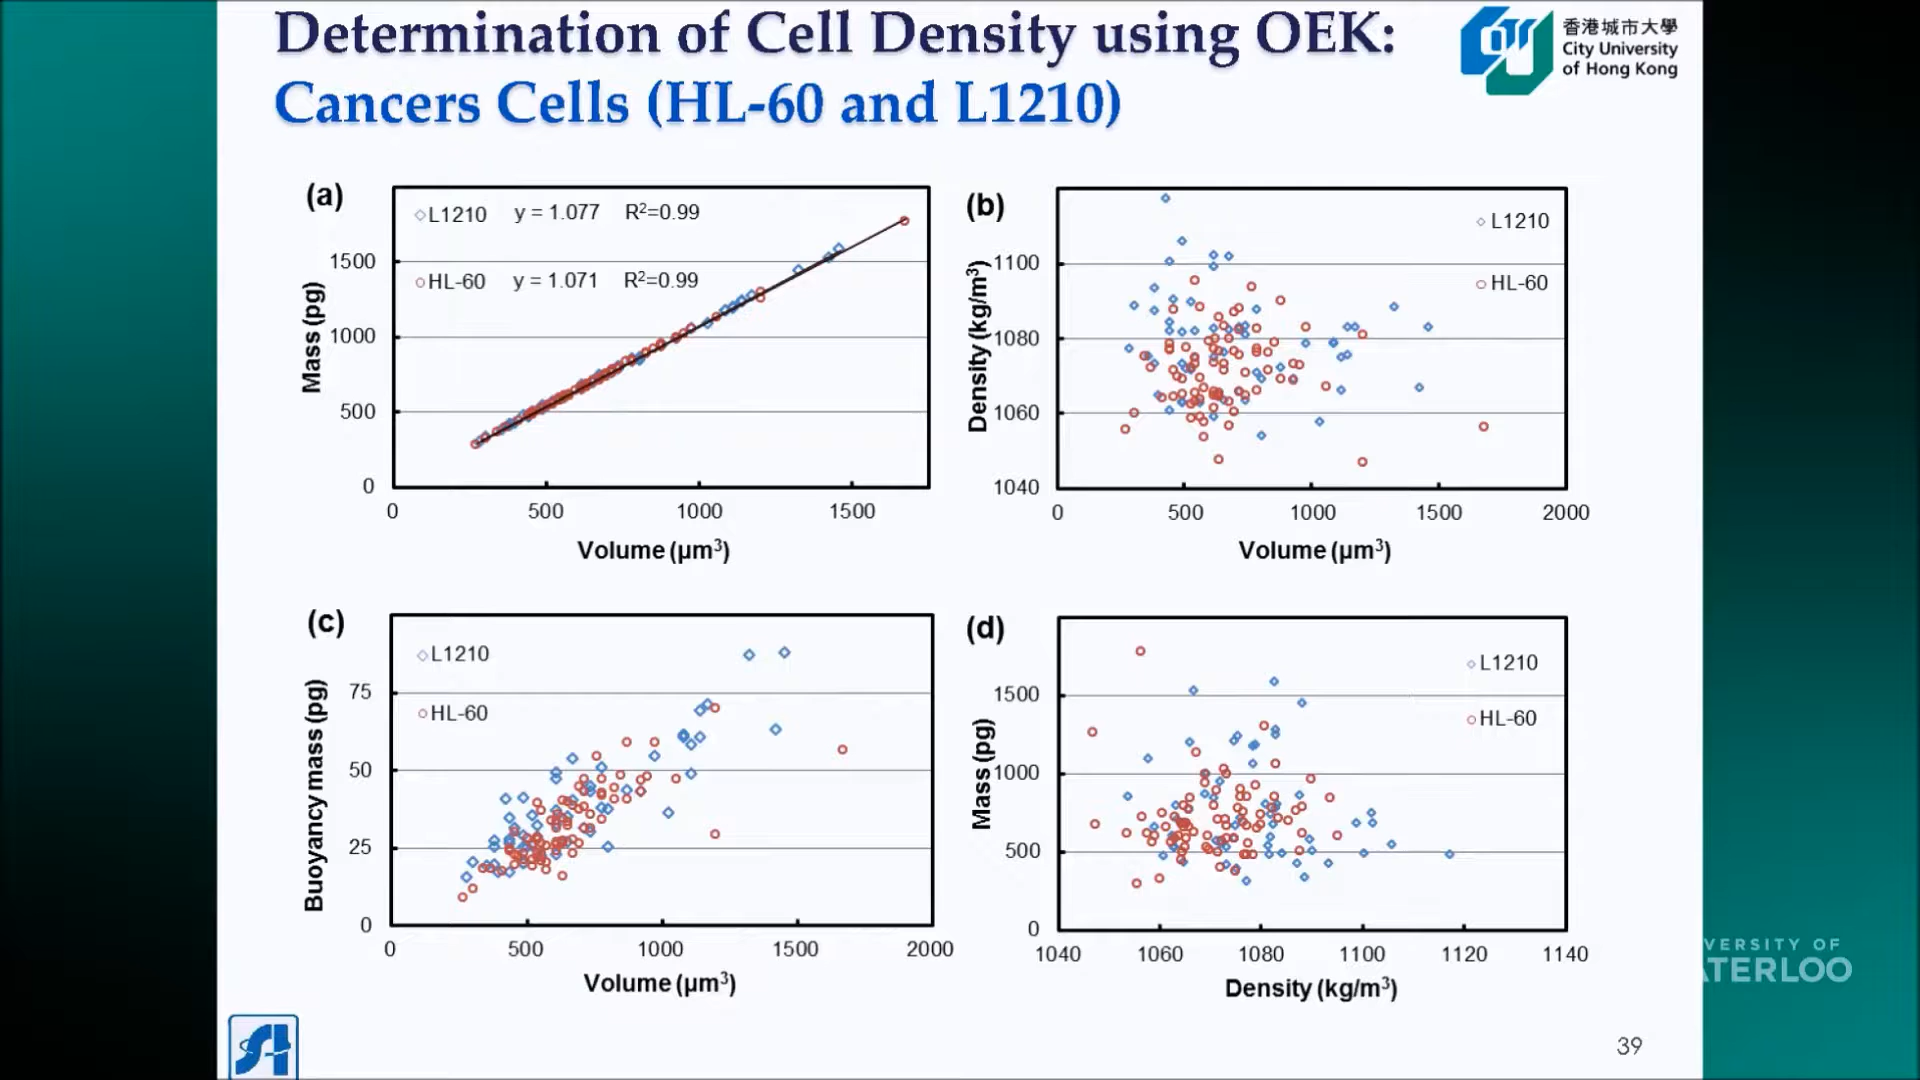 Determination of Cell Density using OEK:
Cancers Cells (HL-60 and L1210)
香港城市大學
City University
of Hong Kong
(a)
L1210 y = 1.077 R²=0.99
HL-60 y = 1.071 R²=0.99
Mass (pg)
1500
1000
500
0
0 500 1000 1500
Volume (µm³)
(b)
L1210
HL-60
Density (kg/m³)
1100
1080
1060
1040
0 500 1000 1500 2000
Volume (µm³)
(c)
L1210
HL-60
Buoyancy mass (pg)
75
50
25
0
0 500 1000 1500 2000
Volume (µm³)
(d)
L1210
HL-60
Mass (pg)
1500
1000
500
0
1040 1060 1080 1100 1120 1140
Density (kg/m³)
VERSITY OF
ATERLOO
39